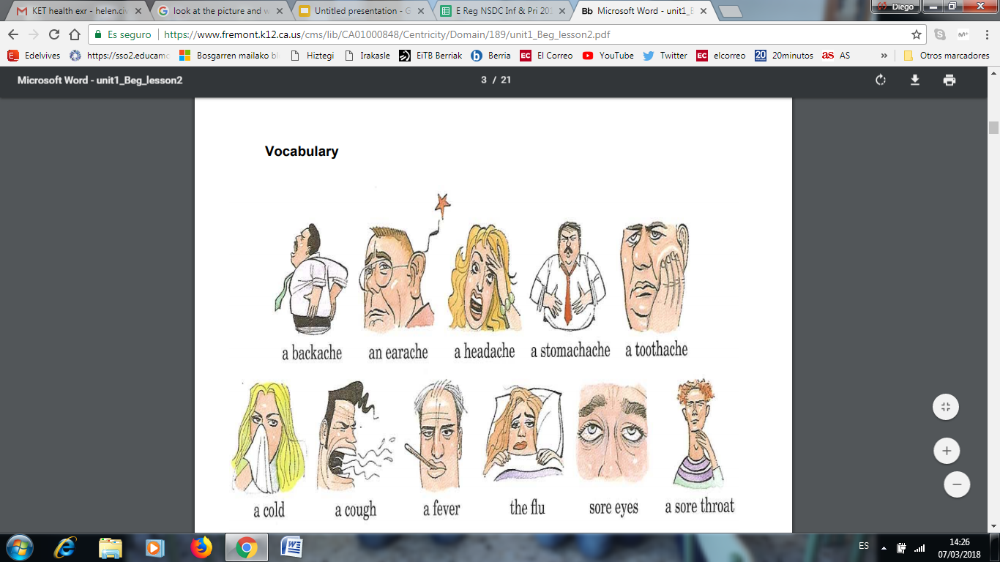 Diego
KET health exr - helen.civ
look at the picture and w
Untitled presentation - G
E Reg NSDC Inf & Pri 201
Microsoft Word - unit1_B
Es seguro
https://www.fremont.k12.ca.us/cms/lib/CA01000848/Centricity/Domain/189/unit1_Beg_lesson2.pdf
Edelvives
https://sso2.educamc
Bosgarren mailako bl
Hiztegi
Irakasle
EiTB Berriak
Berria
El Correo
YouTube
Twitter
elcorreo
20minutos
AS
»
Otros marcadores
Microsoft Word - unit1_Beg_lesson2
3 / 21
Vocabulary
a backache
an earache
a headache
a stomachache
a toothache
a cold
a cough
a fever
the flu
sore eyes
a sore throat
ES
14:26
07/03/2018